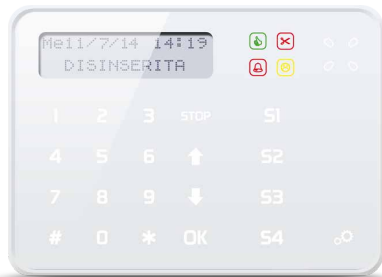 Me11/7/14 14:19
DISINSERITA
1 2 3 STOP S1
4 5 6 S2
7 8 9 S3
# 0 * OK S4